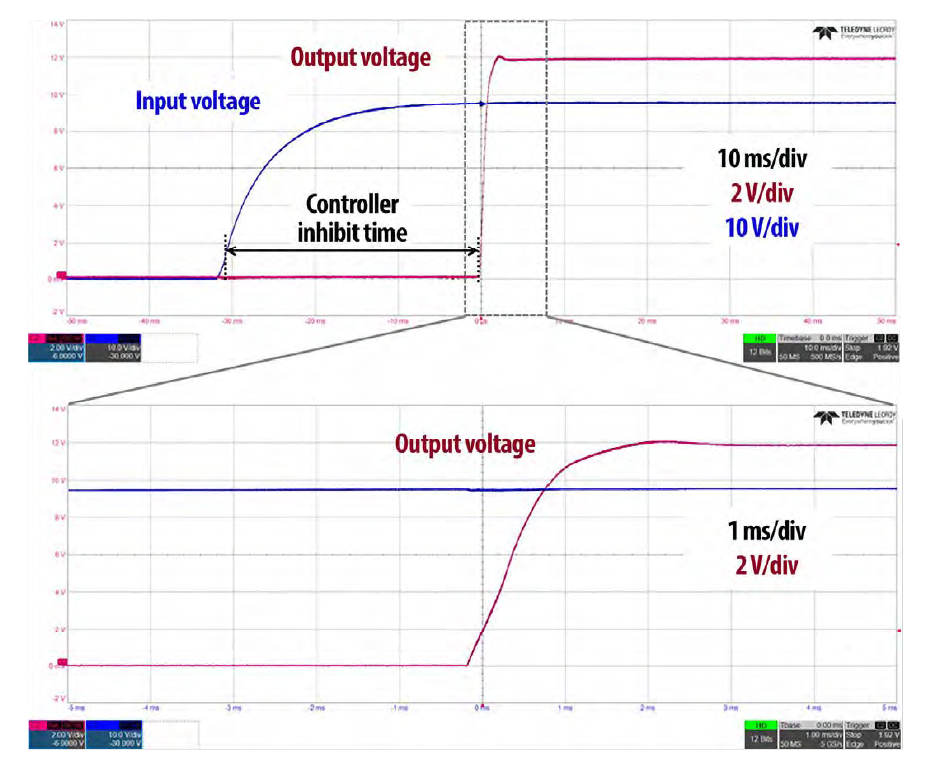 14 V
TELEDYNE LECROY
Everywhereyoulook
Output voltage
12 V
Input voltage
10 V
8 V
10 ms/div
6 V
2 V/div
Controller
4 V
inhibit time
10 V/div
2 V
0 mV
-2 V
-50 ms -40 ms -30 ms -20 ms -10 ms 0 µs 10 ms 20 ms 30 ms 40 ms 50 ms
HD Timebase 0.0 ms Trigger
2.00 V/div 10.0 V/div 10.0 ms/div Stop 1.92 V
-6.0000 V -30.000 V 12 Bits 50 MS 500 MS/s Edge Positive
14 V
TELEDYNE LECROY
Everywhereyoulook
Output voltage
12 V
10 V
8 V
1 ms/div
6 V
2 V/div
4 V
2 V
0 mV
-2 V
-5 ms -4 ms -3 ms -2 ms -1 ms 0 ms 1 ms 2 ms 3 ms 4 ms 5 ms
HD Tbase 0.00 ms Trigger
2.00 V/div 10.0 V/div 1.00 ms/div Stop 1.92 V
-6.0000 V -30.000 V 12 Bits 50 MS 5 GS/s Edge Positive